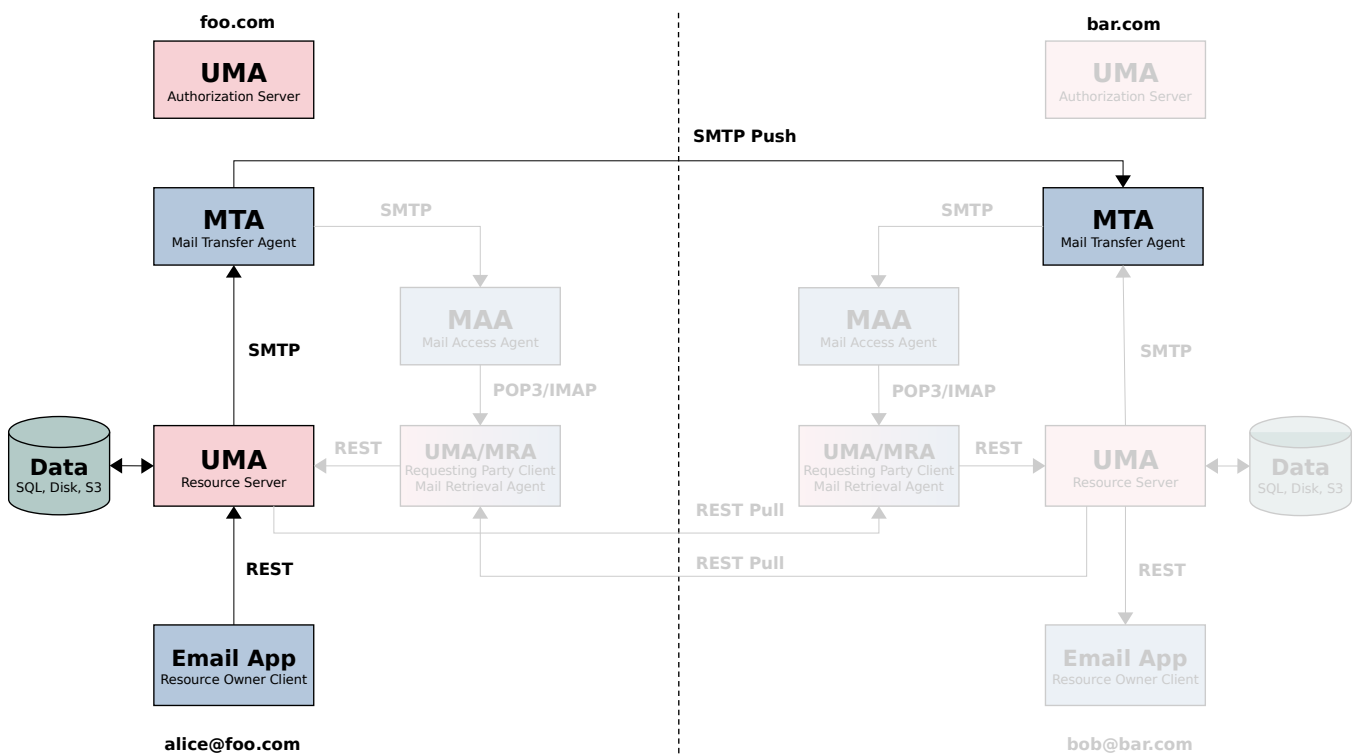 foo.com
bar.com
UMA
Authorization Server
UMA
Authorization Server
SMTP Push
MTA
Mail Transfer Agent
SMTP
SMTP
MTA
Mail Transfer Agent
MAA
Mail Access Agent
MAA
Mail Access Agent
SMTP
SMTP
POP3/IMAP
POP3/IMAP
Data
SQL, Disk, S3
UMA
Resource Server
REST
UMA/MRA
Requesting Party Client
Mail Retrieval Agent
UMA/MRA
Requesting Party Client
Mail Retrieval Agent
REST
UMA
Resource Server
Data
SQL, Disk, S3
REST Pull
REST Pull
REST
REST
Email App
Resource Owner Client
Email App
Resource Owner Client
alice@foo.com
bob@bar.com